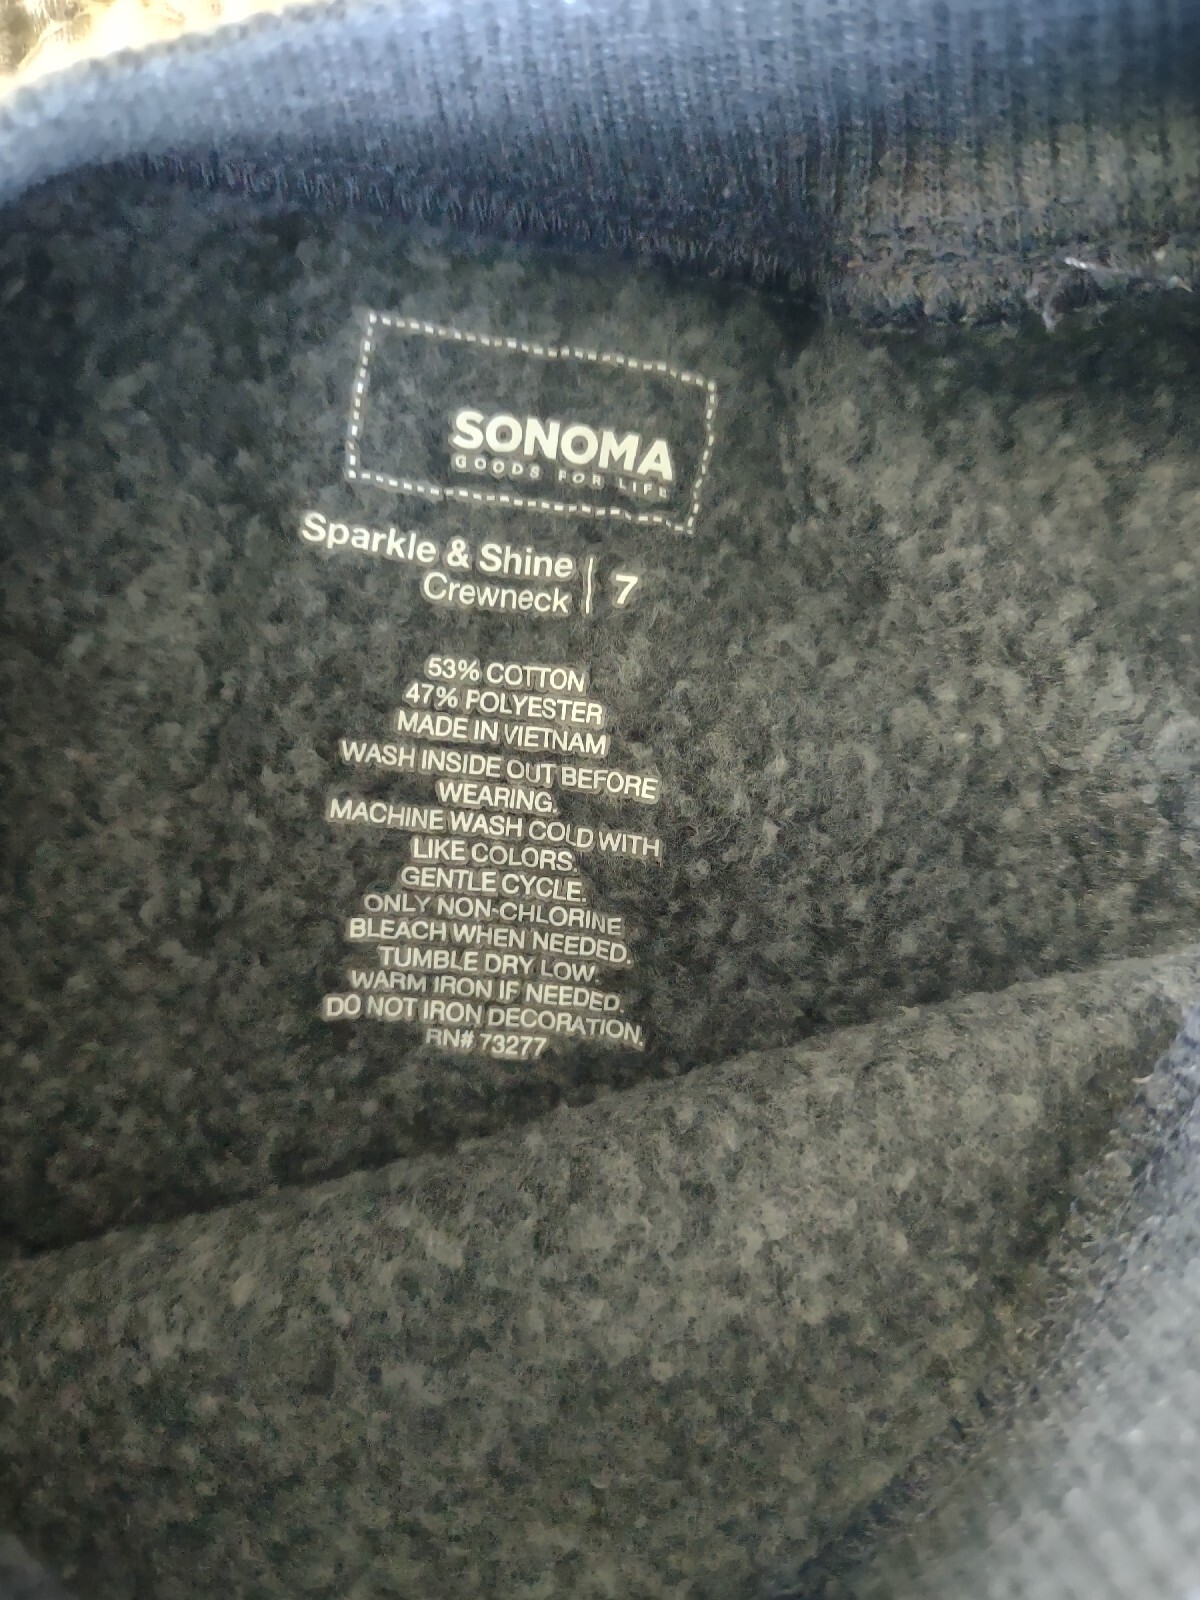 SONOMA
GOODS FOR LIFE
Sparkle & Shine
Crewneck | 7
53% COTTON
47% POLYESTER
MADE IN VIETNAM
WASH INSIDE OUT BEFORE
WEARING.
MACHINE WASH COLD WITH
LIKE COLORS.
GENTLE CYCLE.
ONLY NON-CHLORINE
BLEACH WHEN NEEDED.
TUMBLE DRY LOW.
WARM IRON IF NEEDED.
DO NOT IRON DECORATION.
RN# 73277